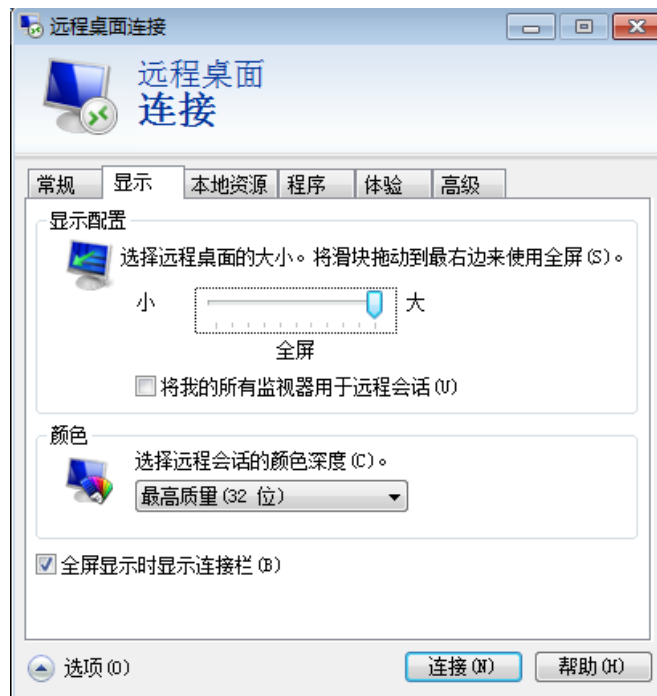 远程桌面连接
远程桌面
连接
常规 显示 本地资源 程序 体验 高级
显示配置
选择远程桌面的大小。将滑块拖动到最右边来使用全屏(S)。
小 大
全屏
将我的所有监视器用于远程会话(U)
颜色
选择远程会话的颜色深度(C)。
最高质量(32 位)
全屏显示时显示连接栏(B)
选项(O) 连接(N) 帮助(H)